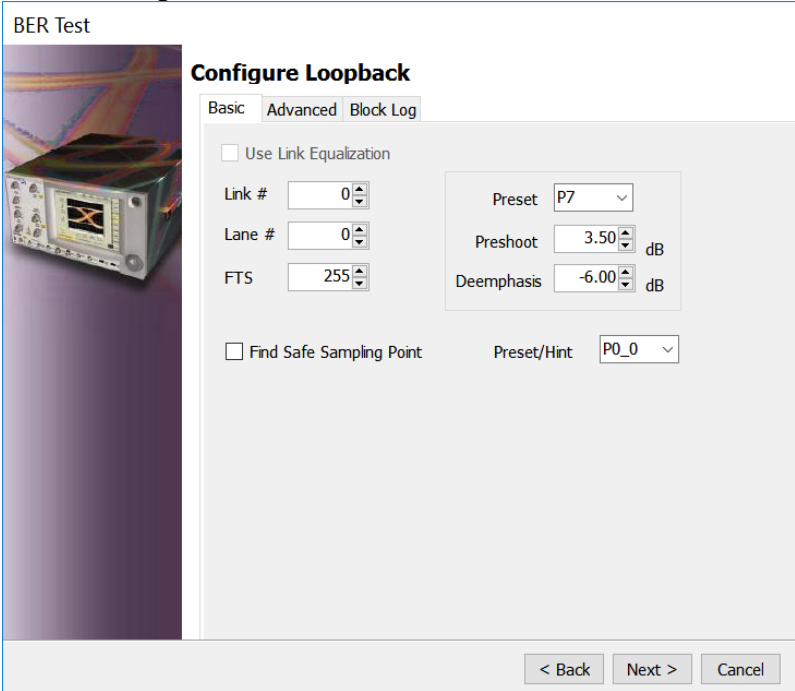 BER Test
Configure Loopback
Basic Advanced Block Log
Use Link Equalization
Link # 0
Lane # 0
FTS 255
Preset P7
Preshoot 3.50 dB
Deemphasis -6.00 dB
Find Safe Sampling Point Preset/Hint P0_0
< Back Next > Cancel